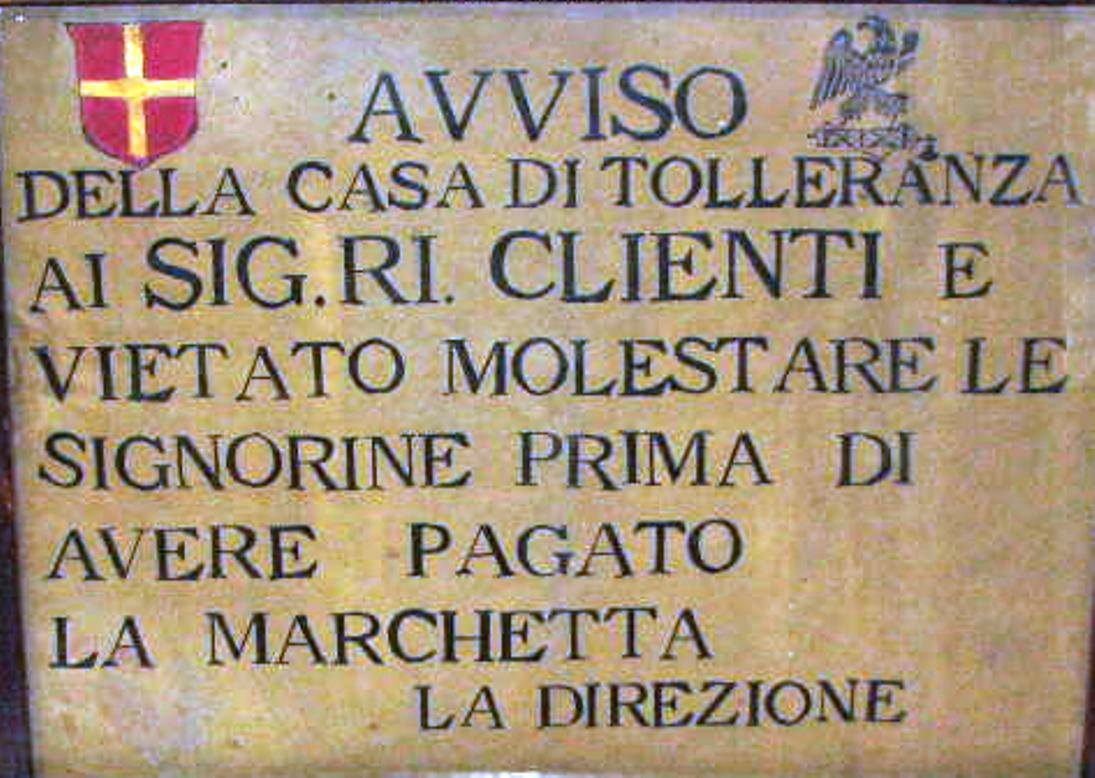 AVVISO
DELLA CASA DI TOLLERANZA
AI SIG.RI. CLIENTI E
VIETATO MOLESTARE LE
SIGNORINE PRIMA DI
AVERE PAGATO
LA MARCHETTA
LA DIREZIONE